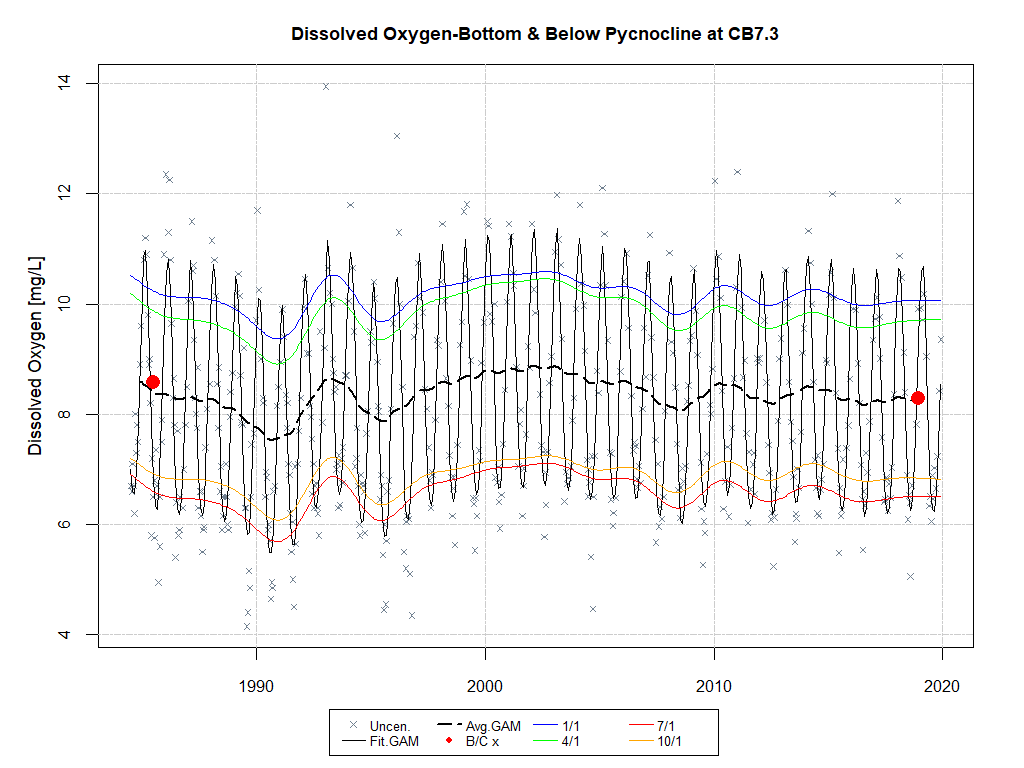 Dissolved Oxygen-Bottom & Below Pycnocline at CB7.3
Dissolved Oxygen [mg/L]
14
12
10
8
6
4
1990 2000 2010 2020
Uncen. Avg.GAM 1/1 7/1
Fit.GAM B/C x 4/1 10/1